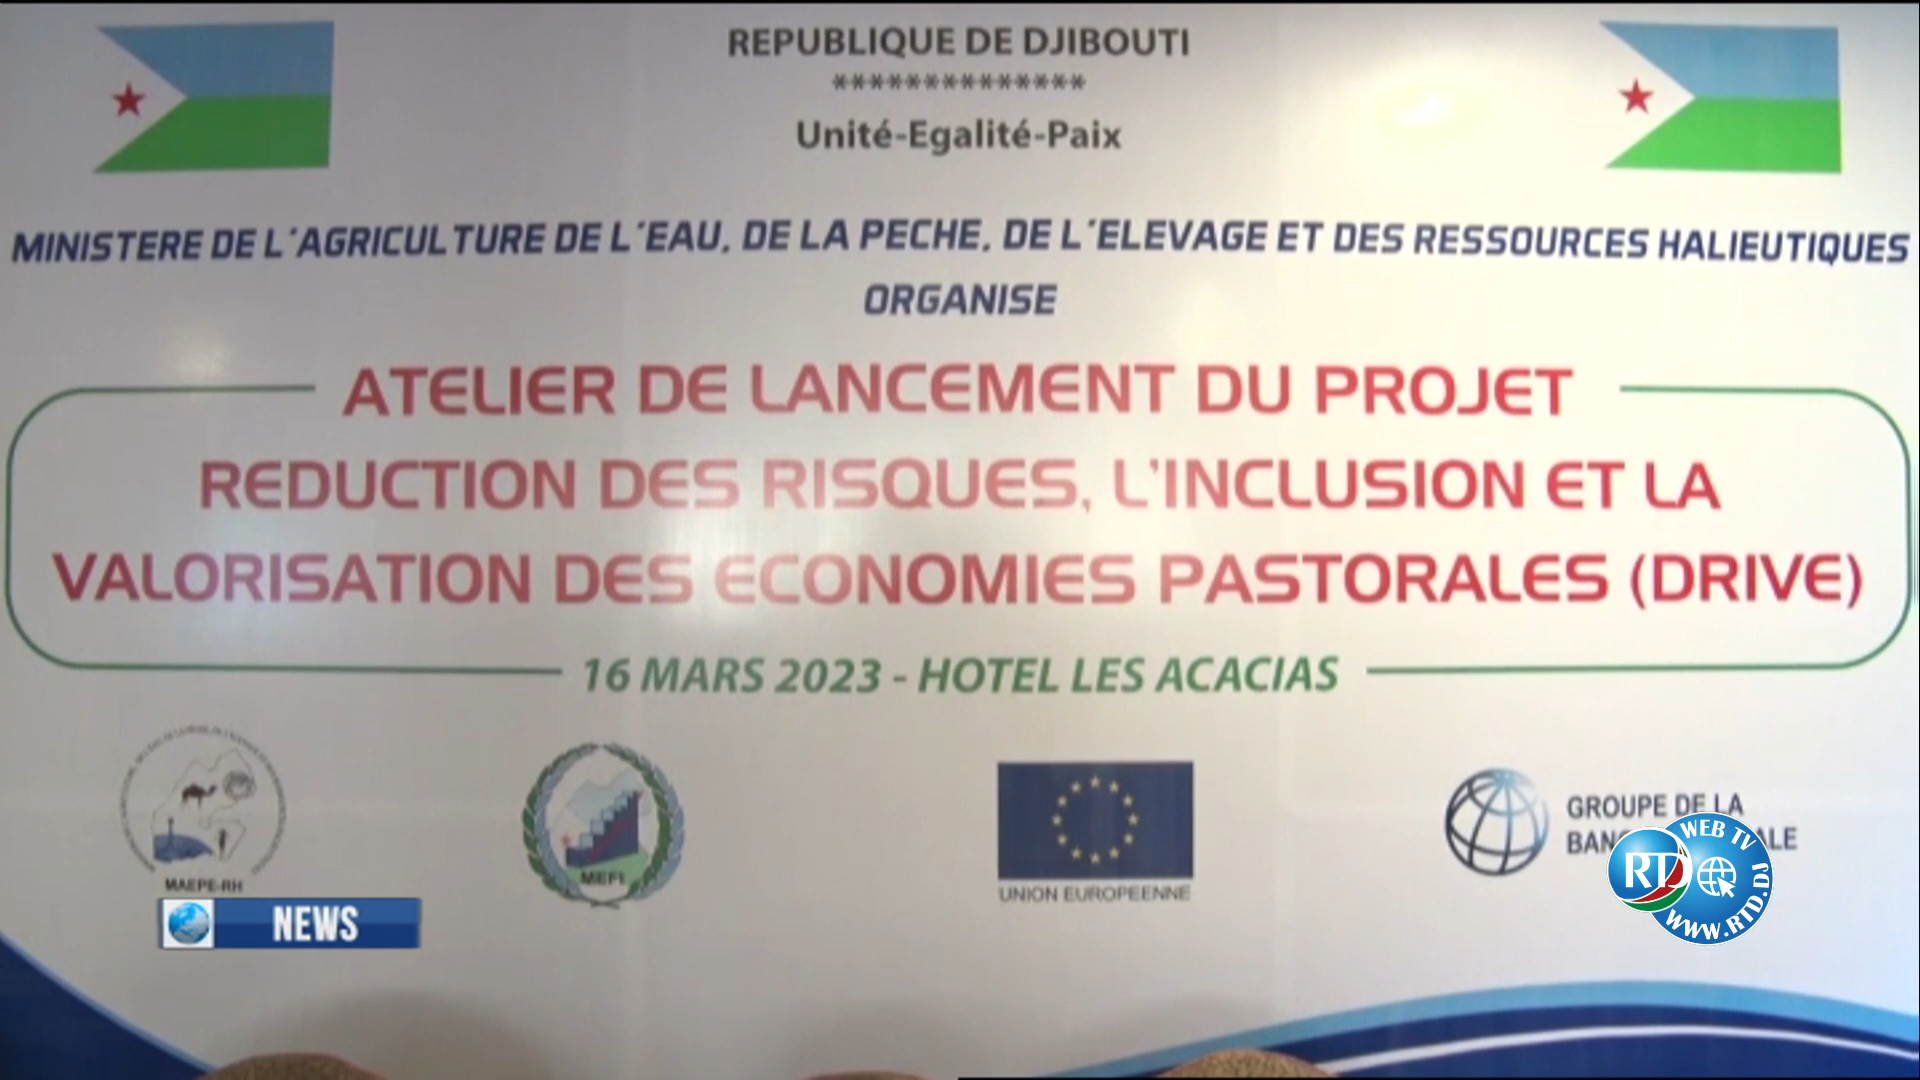 REPUBLIQUE DE DJIBOUTI
**************
Unité-Egalité-Paix
MINISTERE DE L'AGRICULTURE DE L'EAU, DE LA PECHE, DE L'ELEVAGE ET DES RESSOURCES HALIEUTIQUES
ORGANISE
ATELIER DE LANCEMENT DU PROJET
REDUCTION DES RISQUES, L'INCLUSION ET LA
VALORISATION DES ECONOMIES PASTORALES (DRIVE)
16 MARS 2023 - HOTEL LES ACACIAS
MAEPE-RH
MEFI
UNION EUROPEENNE
GROUPE DE LA
NEWS
RTD
WEB TV
WWW.RTD.DJ